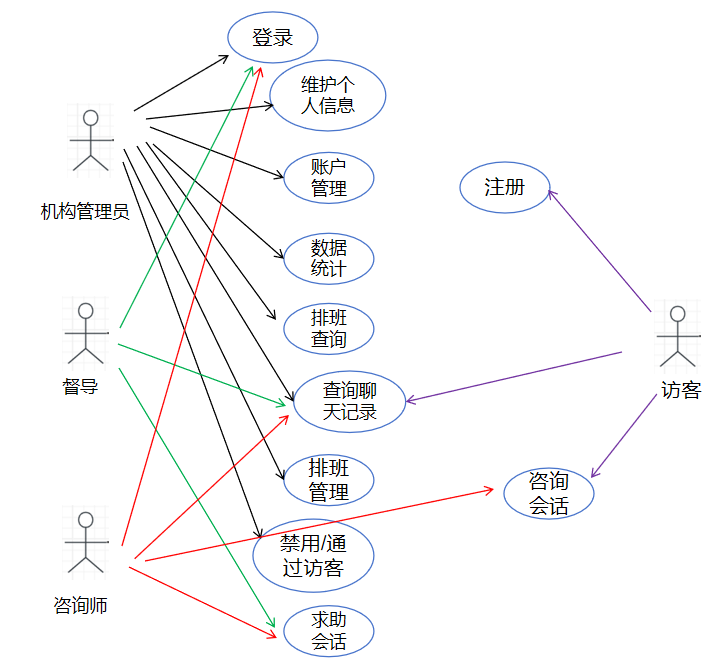 登录
维护个
人信息
账户
管理
注册
机构管理员
数据
统计
排班
查询
督导
查询聊
天记录
访客
排班
管理
咨询
会话
禁用/通
过访客
咨询师
求助
会话